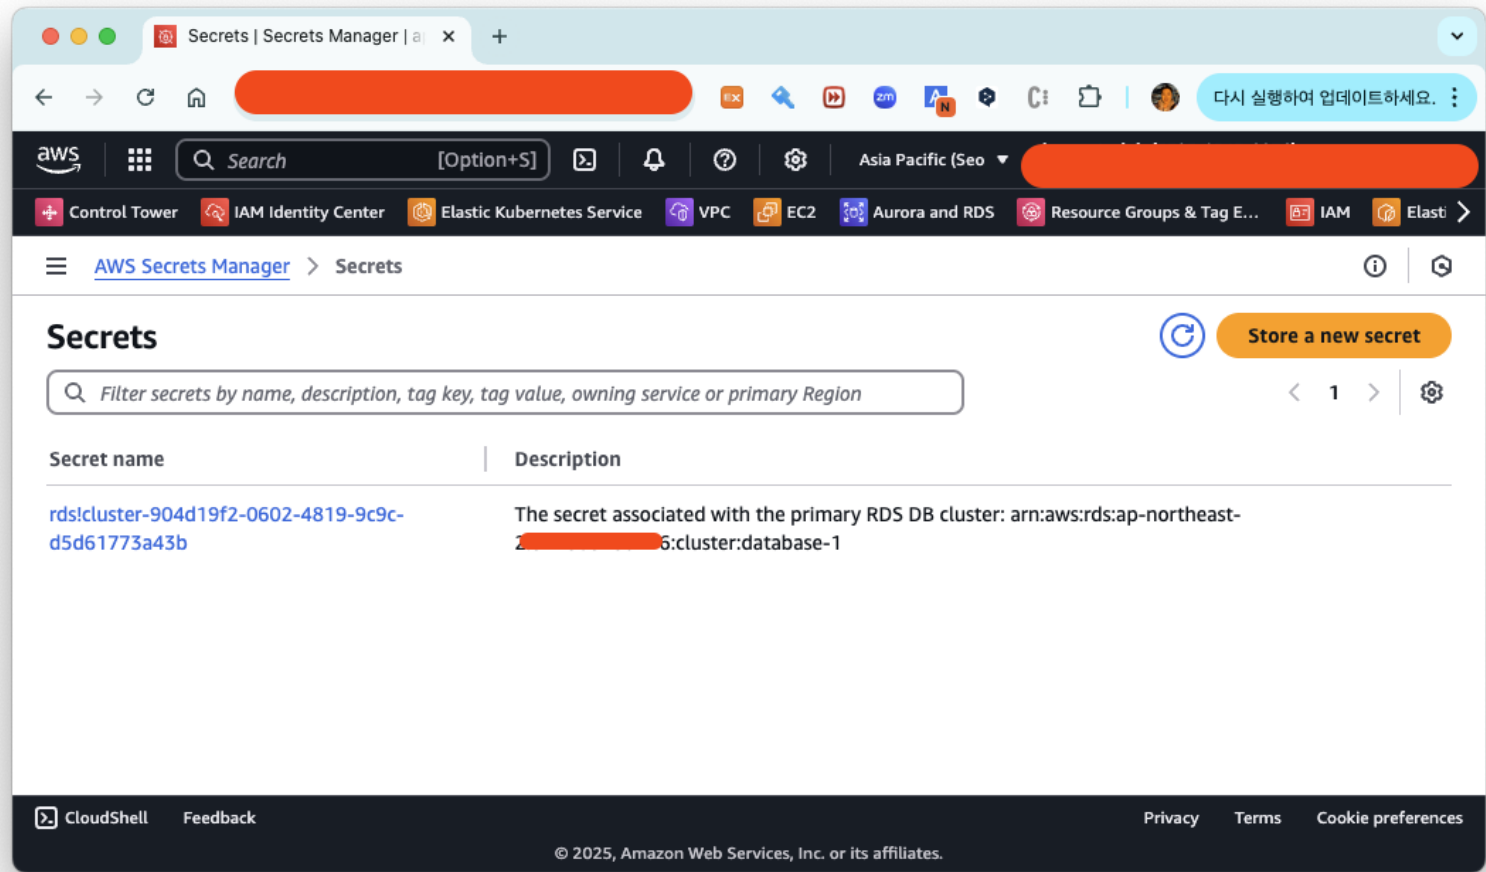 Secrets | Secrets Manager | a
다시 실행하여 업데이트하세요.
aws
Search [Option+S]
Asia Pacific (Seo
Control Tower IAM Identity Center Elastic Kubernetes Service VPC EC2 Aurora and RDS Resource Groups & Tag E... IAM Elasti
AWS Secrets Manager > Secrets
Secrets
Store a new secret
Filter secrets by name, description, tag key, tag value, owning service or primary Region
1
Secret name Description
rds!cluster-904d19f2-0602-4819-9c9c-
d5d61773a43b
The secret associated with the primary RDS DB cluster: arn:aws:rds:ap-northeast-
6:cluster:database-1
CloudShell Feedback Privacy Terms Cookie preferences
© 2025, Amazon Web Services, Inc. or its affiliates.